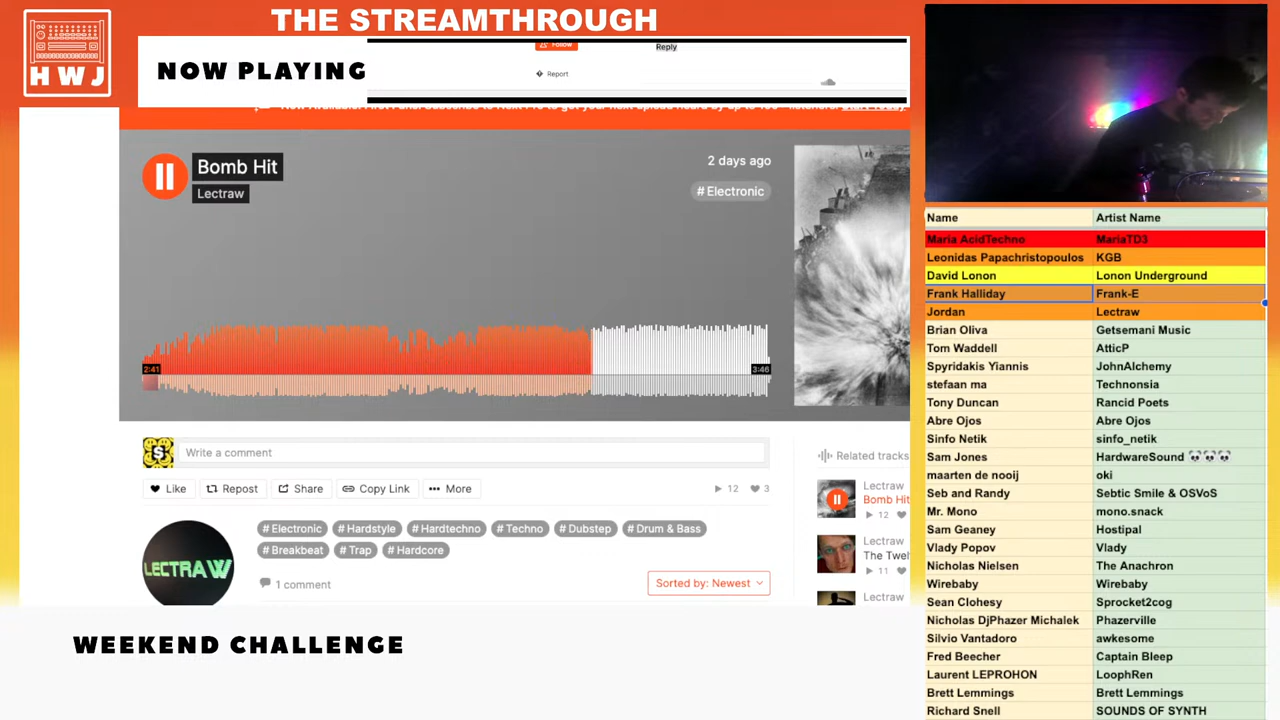 THE STREAMTHROUGH
HWJ
NOW PLAYING
Follow
Reply
Report
Bomb Hit
Lectraw
2 days ago
# Electronic
2:41
3:46
Write a comment
Like
Repost
Share
Copy Link
More
12
3
# Electronic
# Hardstyle
# Hardtechno
# Techno
# Dubstep
# Drum & Bass
# Breakbeat
# Trap
# Hardcore
LECTRAW
1 comment
Sorted by: Newest
Related tracks
Lectraw
Bomb Hit
12
Lectraw
The Twel
11
Lectraw
WEEKEND CHALLENGE
Name Artist Name
Maria AcidTechno MariaTD3
Leonidas Papachristopoulos KGB
David Lonon Lonon Underground
Frank Halliday Frank-E
Jordan Lectraw
Brian Oliva Getsemani Music
Tom Waddell AtticP
Spyridakis Yiannis JohnAlchemy
stefaan ma Technonsia
Tony Duncan Rancid Poets
Abre Ojos Abre Ojos
Sinfo Netik sinfo_netik
Sam Jones HardwareSound 🐼🐼🐼
maarten de nooij oki
Seb and Randy Sebtic Smile & OSVoS
Mr. Mono mono.snack
Sam Geaney Hostipal
Vlady Popov Vlady
Nicholas Nielsen The Anachron
Wirebaby Wirebaby
Sean Clohesy Sprocket2cog
Nicholas DjPhazer Michalek Phazerville
Silvio Vantadoro awkesome
Fred Beecher Captain Bleep
Laurent LEPROHON LoophRen
Brett Lemmings Brett Lemmings
Richard Snell SOUNDS OF SYNTH